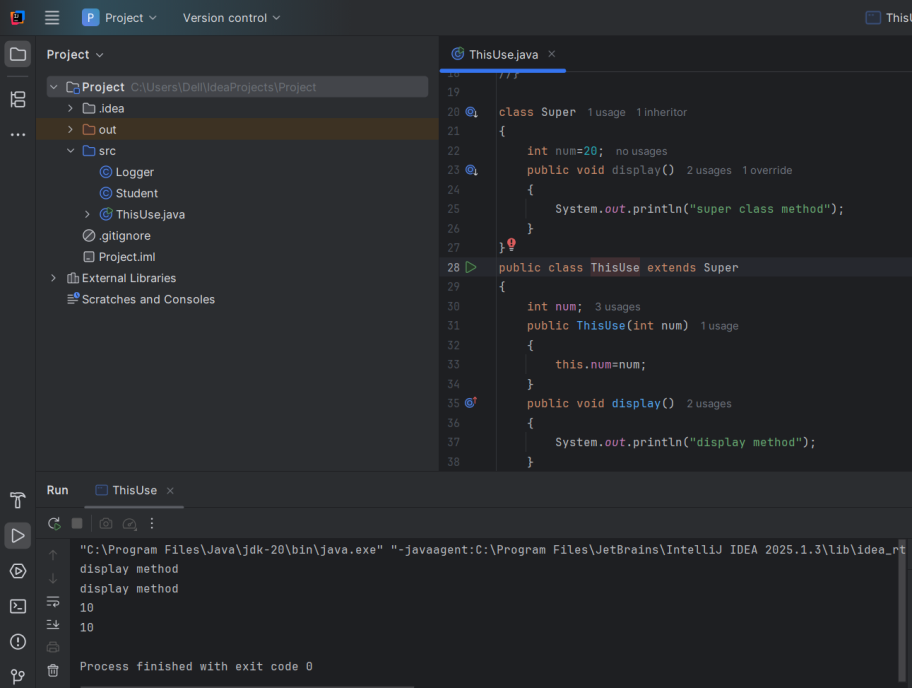 P Project Version control ThisU
Project
ThisUse.java
Project C:\Users\Dell\IdeaProjects\Project
.idea
out
src
Logger
Student
ThisUse.java
.gitignore
Project.iml
External Libraries
Scratches and Consoles
18 //}
19
20 class Super 1 usage 1 inheritor
21 {
22 int num=20; no usages
23 public void display() 2 usages 1 override
24 {
25 System.out.println("super class method");
26 }
27 }
28 public class ThisUse extends Super
29 {
30 int num; 3 usages
31 public ThisUse(int num) 1 usage
32 {
33 this.num=num;
34 }
35 public void display() 2 usages
36 {
37 System.out.println("display method");
38 }
Run ThisUse
"C:\Program Files\Java\jdk-20\bin\java.exe" "-javaagent:C:\Program Files\JetBrains\IntelliJ IDEA 2025.1.3\lib\idea_rt
display method
display method
10
10
Process finished with exit code 0